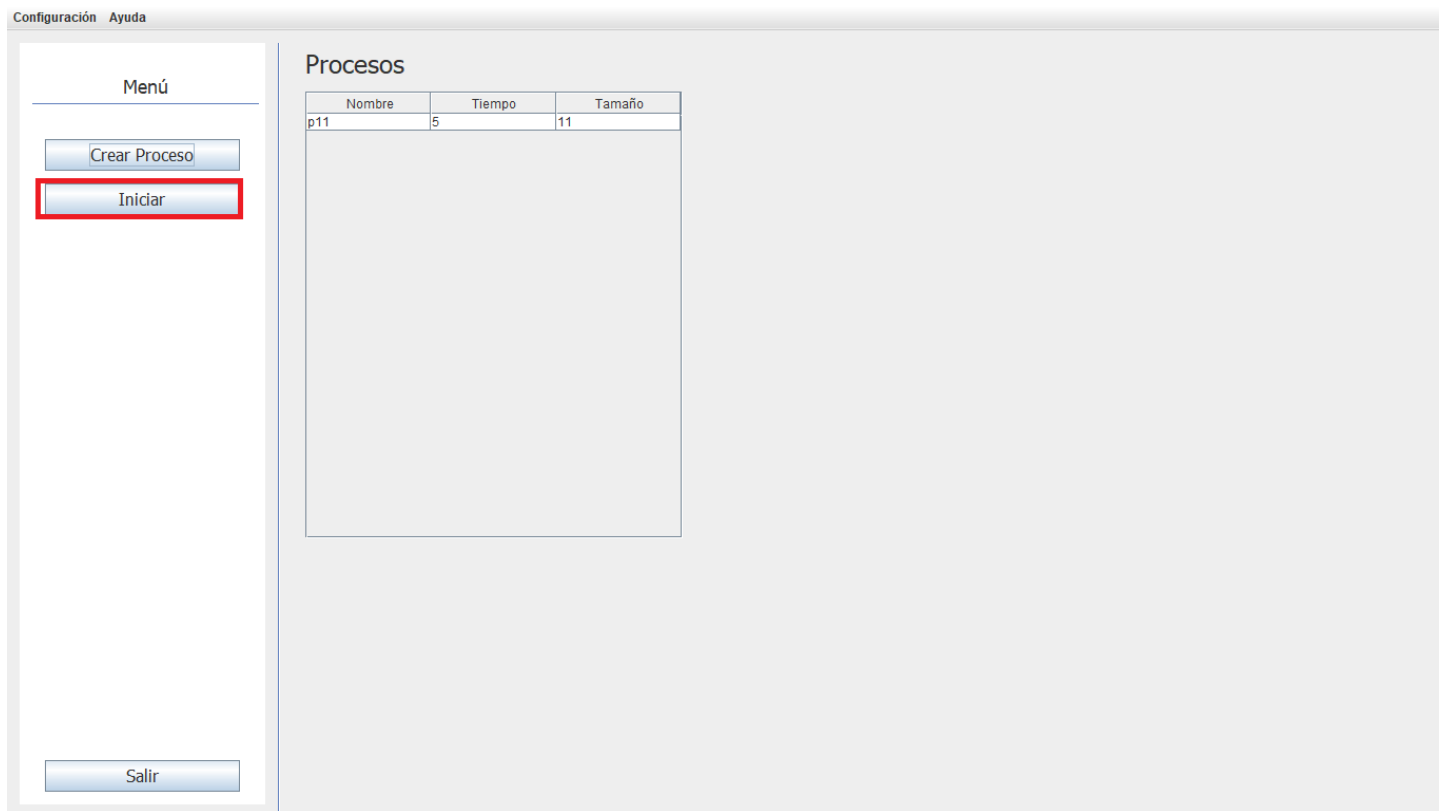 Configuración Ayuda
Menú
Crear Proceso
Iniciar
Salir
Procesos
Nombre Tiempo Tamaño
p11 5 11